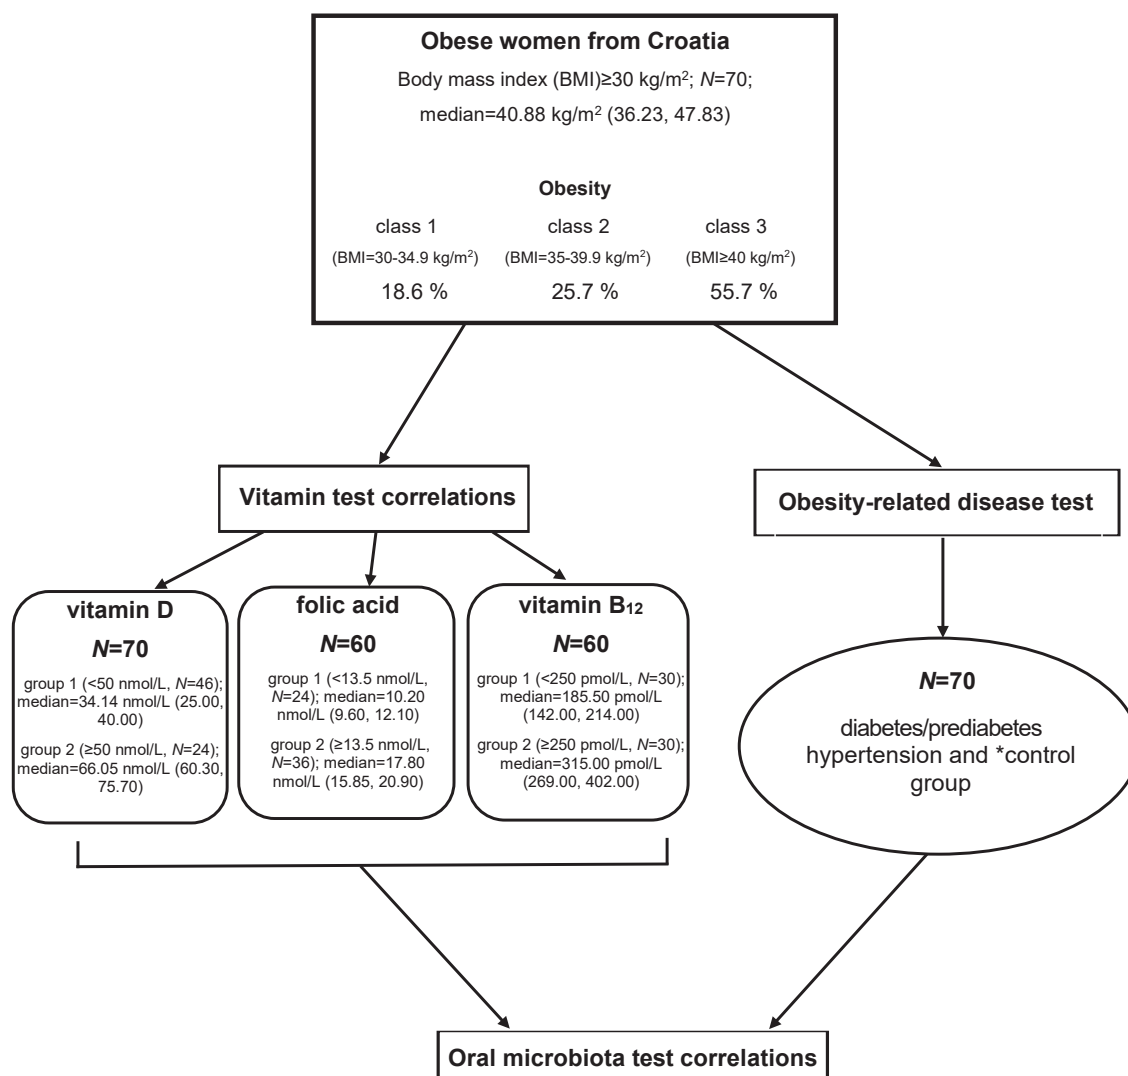 Obese women from Croatia
Body mass index (BMI)≥30 kg/m²; N=70;
median=40.88 kg/m² (36.23, 47.83)
Obesity
class 1
(BMI=30-34.9 kg/m²)
18.6 %
class 2
(BMI=35-39.9 kg/m²)
25.7 %
class 3
(BMI≥40 kg/m²)
55.7 %
Vitamin test correlations
Obesity-related disease test
vitamin D
N=70
group 1 (<50 nmol/L, N=46);
median=34.14 nmol/L (25.00,
40.00)
group 2 (≥50 nmol/L, N=24);
median=66.05 nmol/L (60.30,
75.70)
folic acid
N=60
group 1 (<13.5 nmol/L,
N=24); median=10.20
nmol/L (9.60, 12.10)
group 2 (≥13.5 nmol/L,
N=36); median=17.80
nmol/L (15.85, 20.90)
vitamin B₁₂
N=60
group 1 (<250 pmol/L, N=30);
median=185.50 pmol/L
(142.00, 214.00)
group 2 (≥250 pmol/L, N=30);
median=315.00 pmol/L
(269.00, 402.00)
N=70
diabetes/prediabetes
hypertension and *control
group
Oral microbiota test correlations